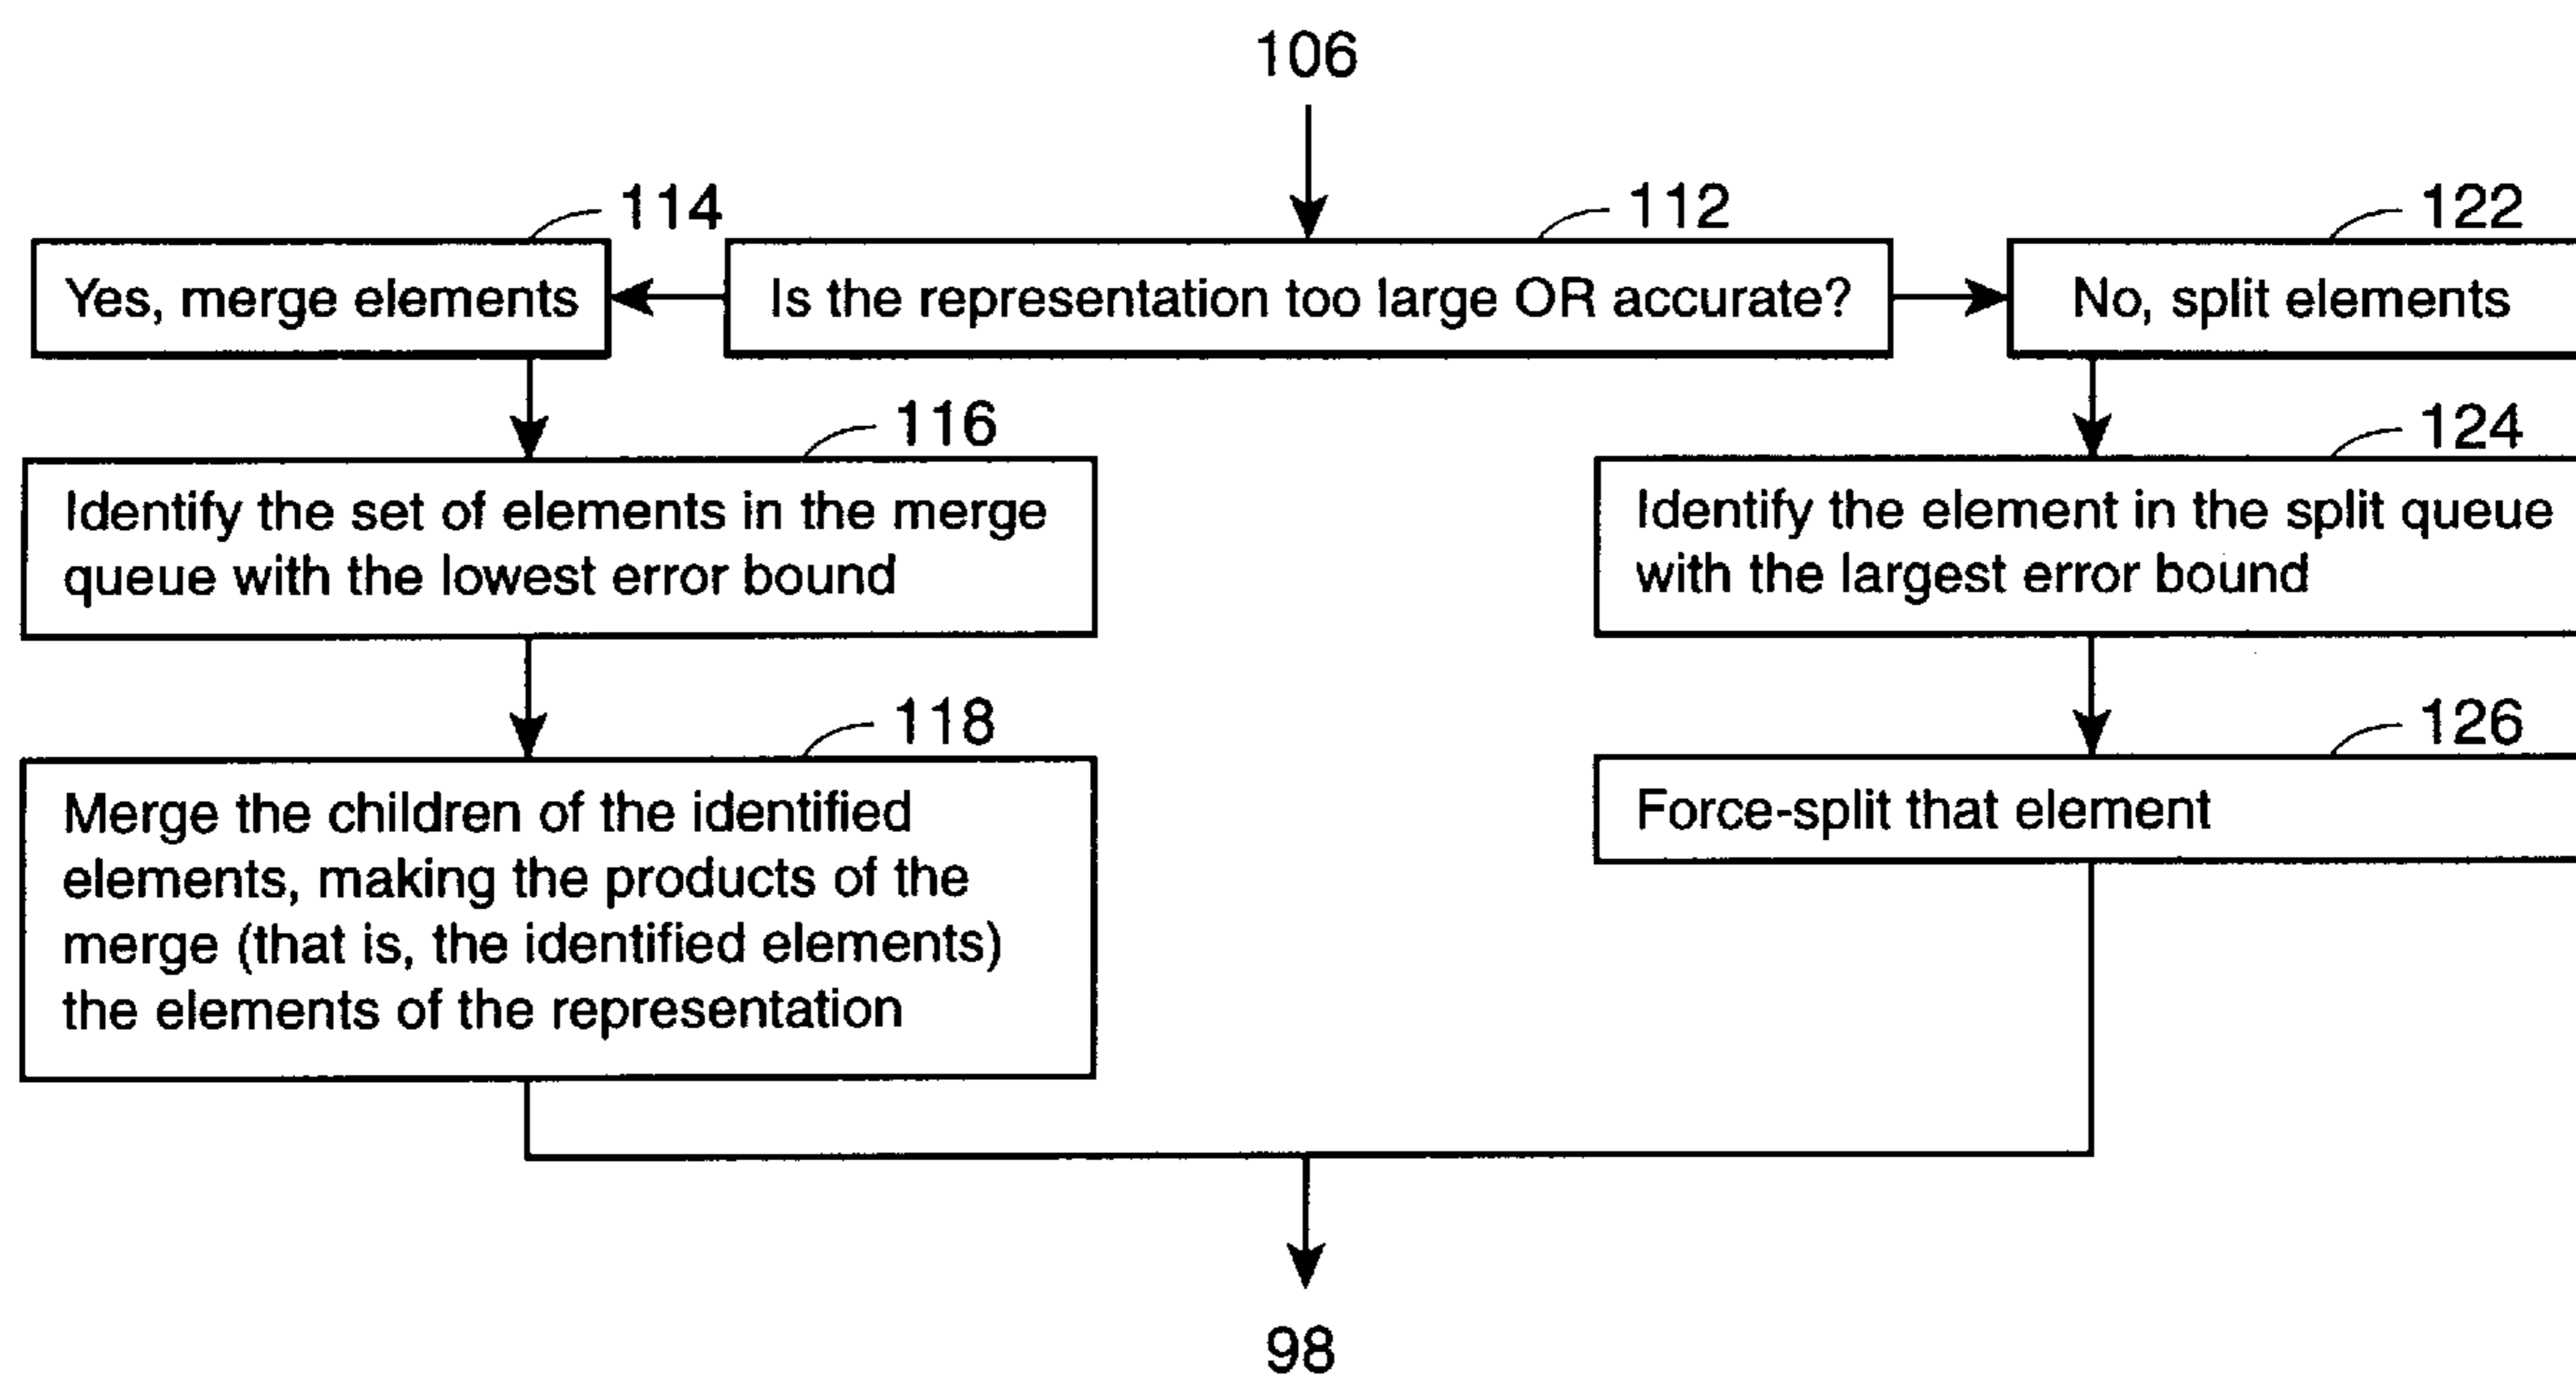 106
114
112
122
Yes, merge elements
Is the representation too large OR accurate?
No, split elements
116
124
Identify the set of elements in the merge
queue with the lowest error bound
Identify the element in the split queue
with the largest error bound
118
126
Merge the children of the identified
elements, making the products of the
merge (that is, the identified elements)
the elements of the representation
Force-split that element
98